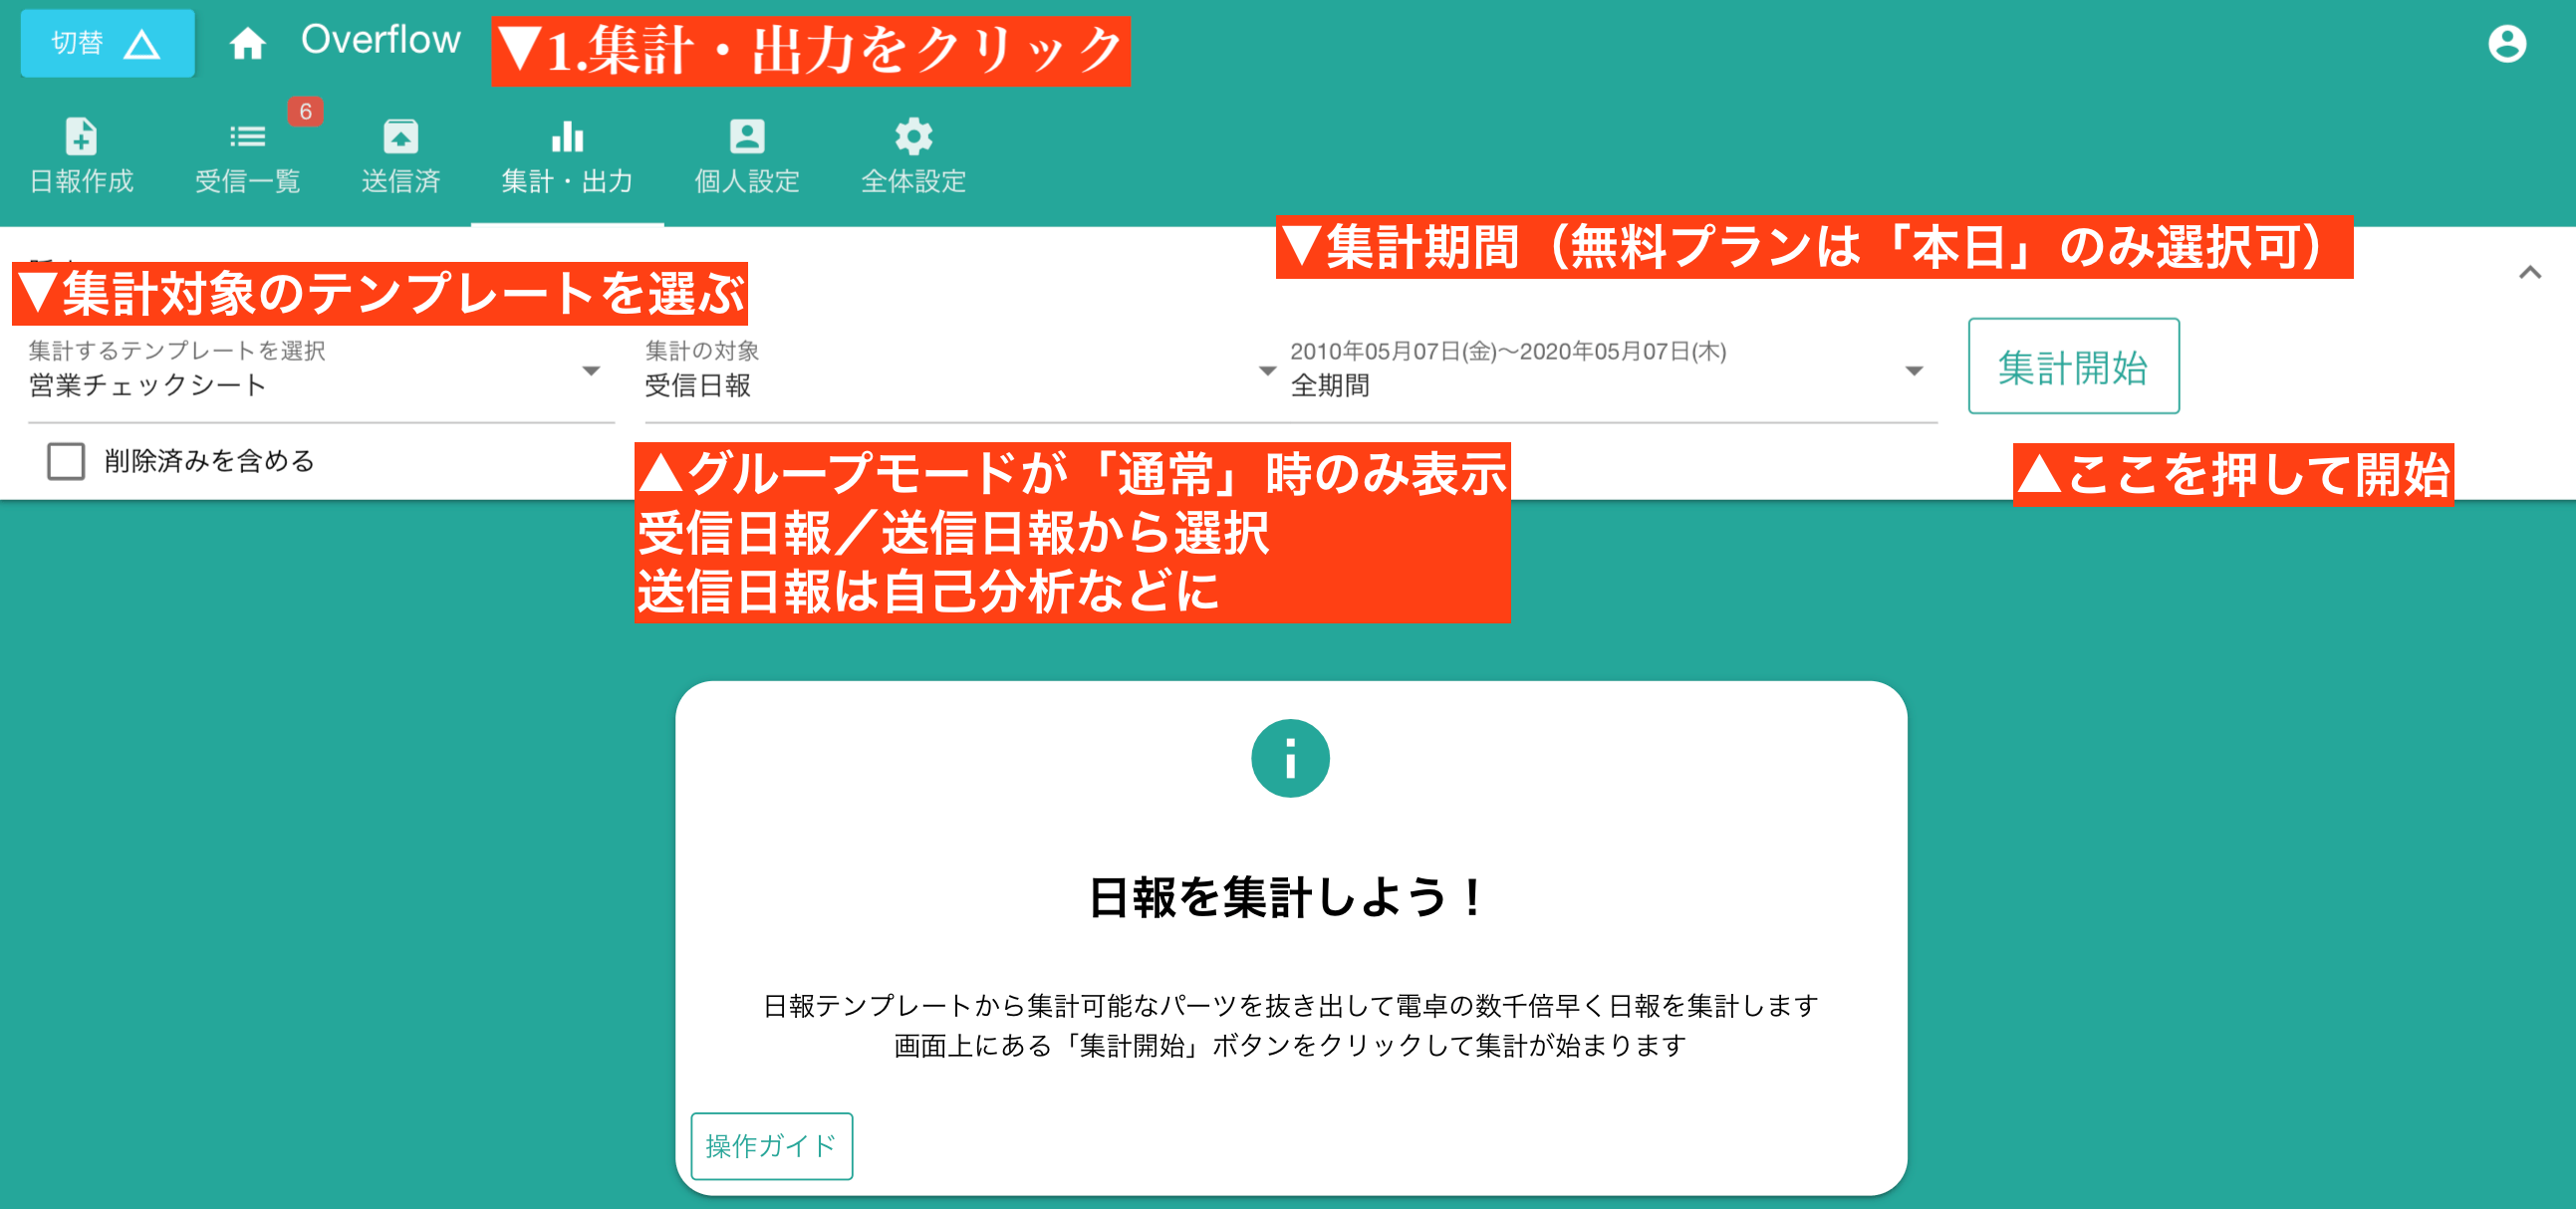 切替
Overflow
▼1.集計・出力をクリック
6
日報作成
受信一覧
送信済
集計・出力
個人設定
全体設定
▼集計期間（無料プランは「本日」のみ選択可）
▼集計対象のテンプレートを選ぶ
集計するテンプレートを選択
営業チェックシート
集計の対象
受信日報
2010年05月07日(金)〜2020年05月07日(木)
全期間
集計開始
削除済みを含める
▲グループモードが「通常」時のみ表示
受信日報／送信日報から選択
送信日報は自己分析などに
▲ここを押して開始
日報を集計しよう！
日報テンプレートから集計可能なパーツを抜き出して電卓の数千倍早く日報を集計します
画面上にある「集計開始」ボタンをクリックして集計が始まります
操作ガイド